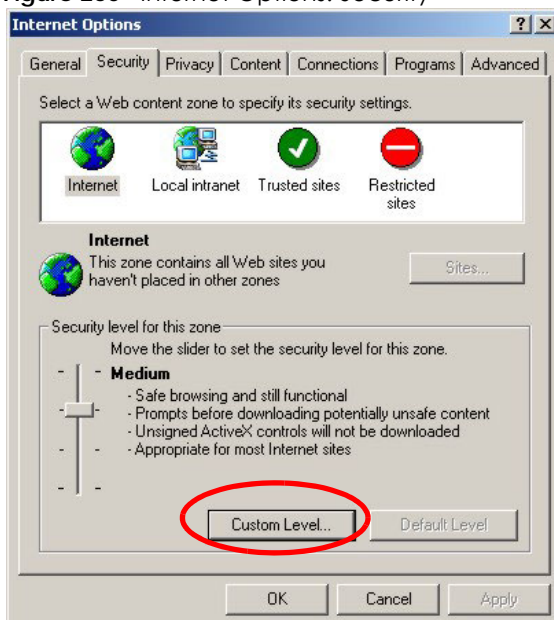 Internet Options
General Security Privacy Content Connections Programs Advanced
Select a Web content zone to specify its security settings.
Internet Local intranet Trusted sites Restricted sites
Internet
This zone contains all Web sites you
haven't placed in other zones
Sites...
Security level for this zone
Move the slider to set the security level for this zone.
Medium
- Safe browsing and still functional
- Prompts before downloading potentially unsafe content
- Unsigned ActiveX controls will not be downloaded
- Appropriate for most Internet sites
Custom Level... Default Level
OK Cancel Apply